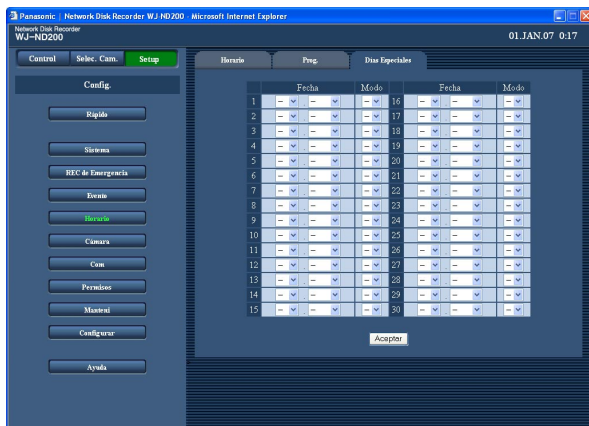 Panasonic | Network Disk Recorder WJ-ND200 - Microsoft Internet Explorer
Network Disk Recorder
WJ-ND200
01.JAN.07 0:17
Control Selec. Cam. Setup
Horario Prog. Dias Especiales
Config.
Rápido
Sistema
REC de Emergencia
Evento
Horario
Cámara
Com
Permisos
Manteni
Configurar
Ayuda
Fecha Modo Fecha Modo
1 -- . -- -- 16 -- . -- --
2 -- . -- -- 17 -- . -- --
3 -- . -- -- 18 -- . -- --
4 -- . -- -- 19 -- . -- --
5 -- . -- -- 20 -- . -- --
6 -- . -- -- 21 -- . -- --
7 -- . -- -- 22 -- . -- --
8 -- . -- -- 23 -- . -- --
9 -- . -- -- 24 -- . -- --
10 -- . -- -- 25 -- . -- --
11 -- . -- -- 26 -- . -- --
12 -- . -- -- 27 -- . -- --
13 -- . -- -- 28 -- . -- --
14 -- . -- -- 29 -- . -- --
15 -- . -- -- 30 -- . -- --
Aceptar